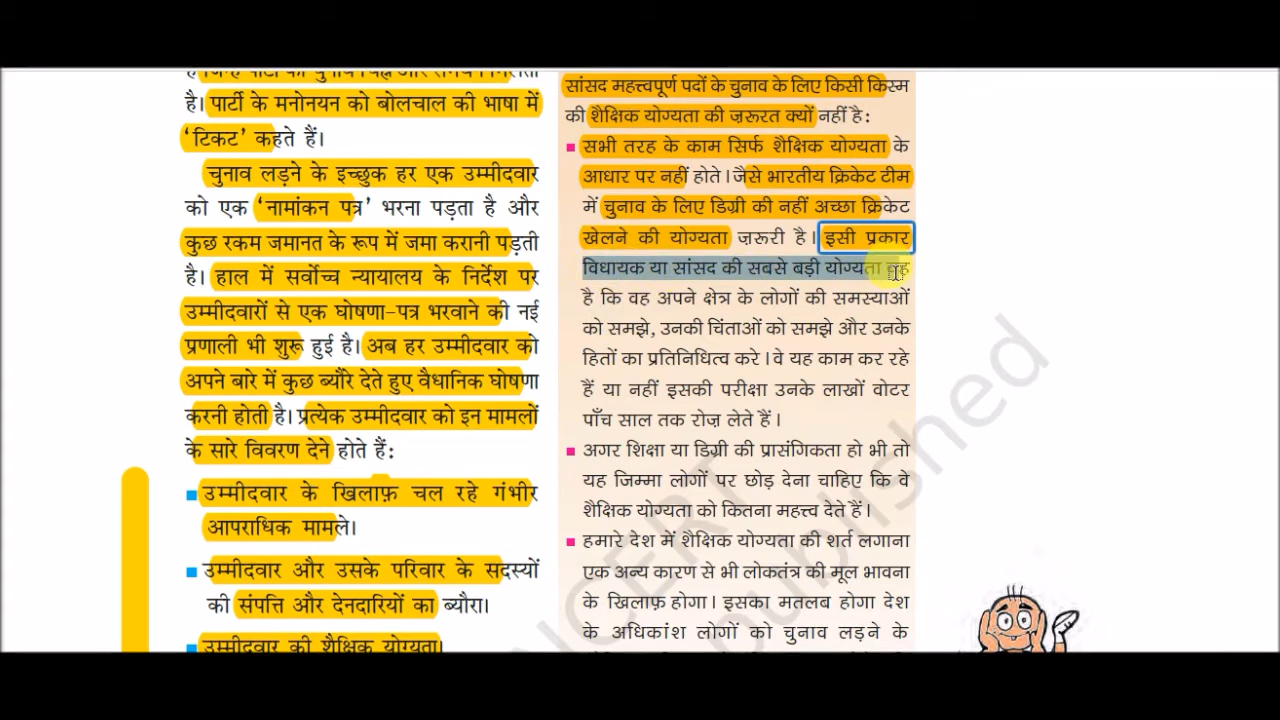 है। पार्टी के मनोनयन को बोलचाल की भाषा में
'टिकट' कहते हैं।
चुनाव लड़ने के इच्छुक हर एक उम्मीदवार
को एक 'नामांकन पत्र' भरना पड़ता है और
कुछ रकम जमानत के रूप में जमा करानी पड़ती
है। हाल में सर्वोच्च न्यायालय के निर्देश पर
उम्मीदवारों से एक घोषणा-पत्र भरवाने की नई
प्रणाली भी शुरू हुई है। अब हर उम्मीदवार को
अपने बारे में कुछ ब्यौरे देते हुए वैधानिक घोषणा
करनी होती है। प्रत्येक उम्मीदवार को इन मामलों
के सारे विवरण देने होते हैं:
उम्मीदवार के खिलाफ़ चल रहे गंभीर
आपराधिक मामले।
उम्मीदवार और उसके परिवार के सदस्यों
की संपत्ति और देनदारियों का ब्यौरा।
उम्मीदवार की शैक्षिक योग्यता।
सांसद महत्त्वपूर्ण पदों के चुनाव के लिए किसी किस्म
की शैक्षिक योग्यता की ज़रूरत क्यों नहीं है:
सभी तरह के काम सिर्फ शैक्षिक योग्यता के
आधार पर नहीं होते। जैसे भारतीय क्रिकेट टीम
में चुनाव के लिए डिग्री की नहीं अच्छा क्रिकेट
खेलने की योग्यता ज़रूरी है। इसी प्रकार
विधायक या सांसद की सबसे बड़ी योग्यता यह
है कि वह अपने क्षेत्र के लोगों की समस्याओं
को समझे, उनकी चिंताओं को समझे और उनके
हितों का प्रतिनिधित्व करे। वे यह काम कर रहे
हैं या नहीं इसकी परीक्षा उनके लाखों वोटर
पाँच साल तक रोज़ लेते हैं।
अगर शिक्षा या डिग्री की प्रासंगिकता हो भी तो
यह जिम्मा लोगों पर छोड़ देना चाहिए कि वे
शैक्षिक योग्यता को कितना महत्त्व देते हैं।
हमारे देश में शैक्षिक योग्यता की शर्त लगाना
एक अन्य कारण से भी लोकतंत्र की मूल भावना
के खिलाफ़ होगा। इसका मतलब होगा देश
के अधिकांश लोगों को चुनाव लड़ने के
NCERT
published